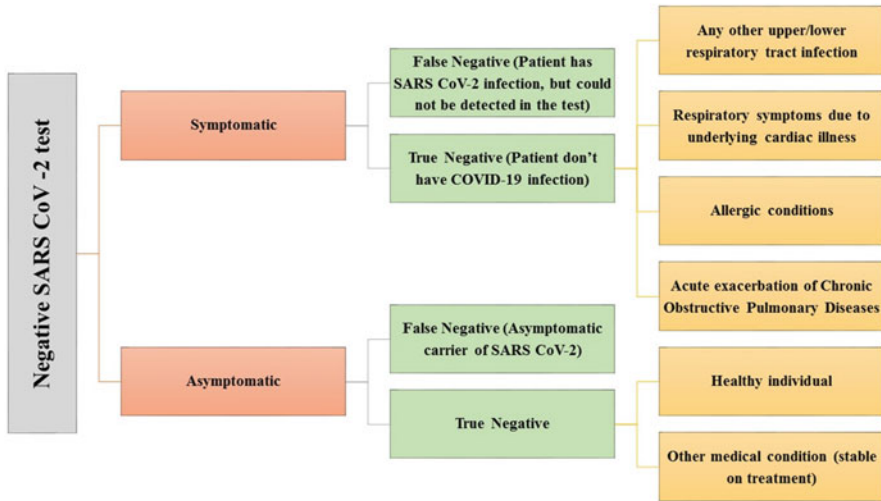 Negative SARS CoV -2 test
Symptomatic
False Negative (Patient has
SARS CoV-2 infection, but could
not be detected in the test)
True Negative (Patient don't
have COVID-19 infection)
Any other upper/lower
respiratory tract infection
Respiratory symptoms due to
underlying cardiac illness
Allergic conditions
Acute exacerbation of Chronic
Obstructive Pulmonary Diseases
Asymptomatic
False Negative (Asymptomatic
carrier of SARS CoV-2)
True Negative
Healthy individual
Other medical condition (stable
on treatment)